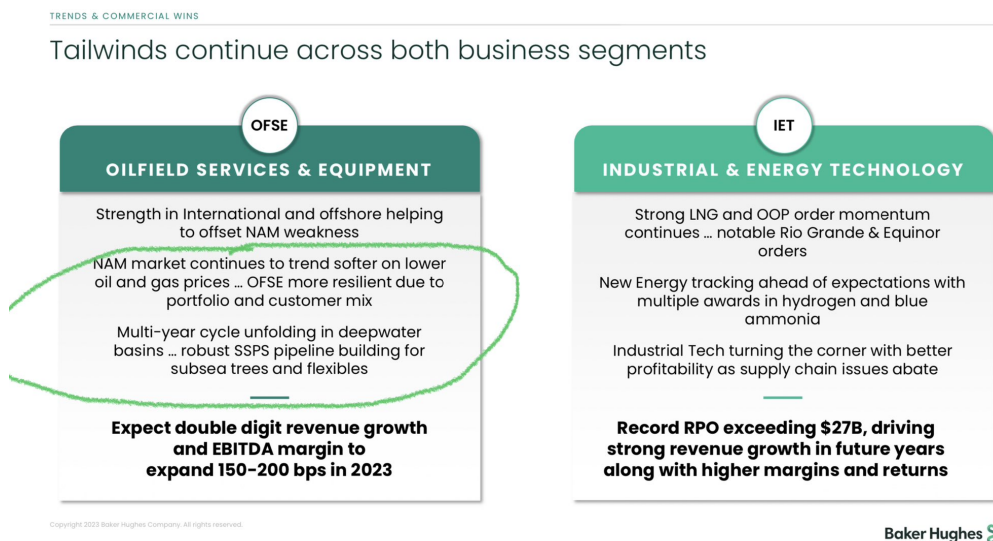 TRENDS & COMMERCIAL WINS
Tailwinds continue across both business segments
OFSE
OILFIELD SERVICES & EQUIPMENT
Strength in International and offshore helping
to offset NAM weakness
NAM market continues to trend softer on lower
oil and gas prices … OFSE more resilient due to
portfolio and customer mix
Multi-year cycle unfolding in deepwater
basins … robust SSPS pipeline building for
subsea trees and flexibles
Expect double digit revenue growth
and EBITDA margin to
expand 150-200 bps in 2023
IET
INDUSTRIAL & ENERGY TECHNOLOGY
Strong LNG and OOP order momentum
continues … notable Rio Grande & Equinor
orders
New Energy tracking ahead of expectations with
multiple awards in hydrogen and blue
ammonia
Industrial Tech turning the corner with better
profitability as supply chain issues abate
Record RPO exceeding $27B, driving
strong revenue growth in future years
along with higher margins and returns
Copyright 2023 Baker Hughes Company. All rights reserved.
Baker Hughes